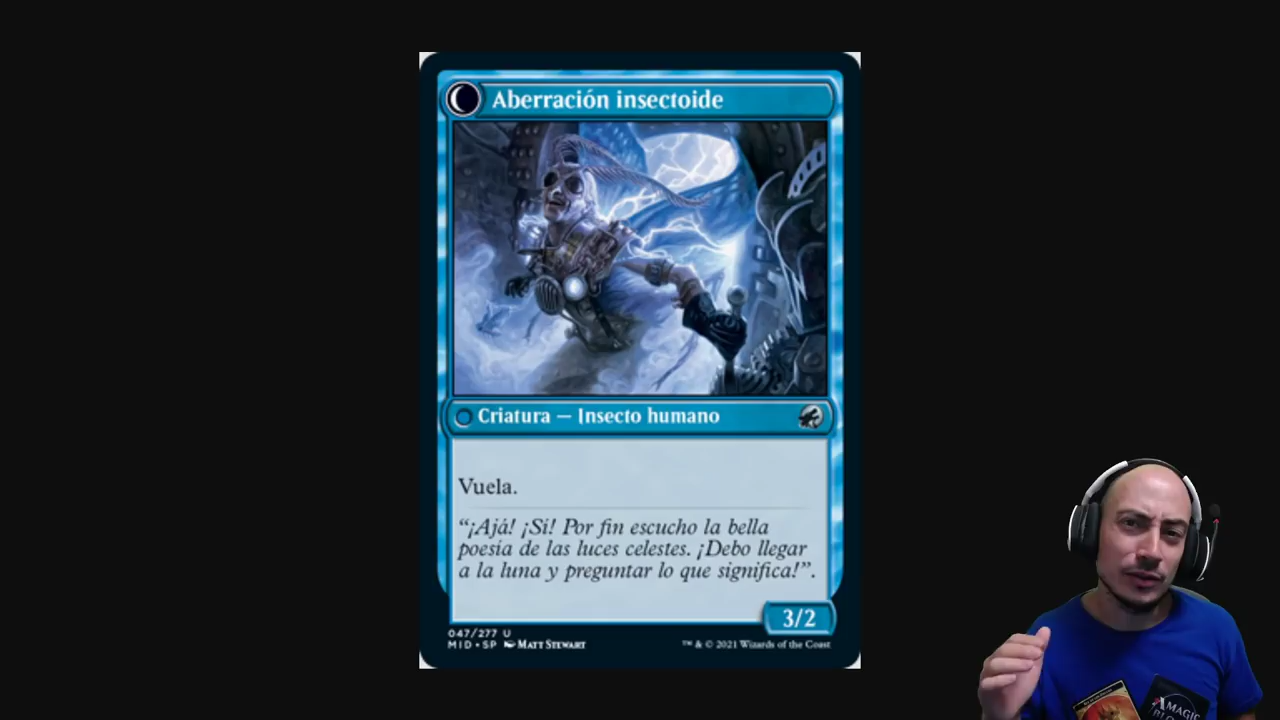 Aberración insectoide
Criatura — Insecto humano
Vuela.
“¡Ajá! ¡Sí! Por fin escucho la bella
poesía de las luces celestes. ¡Debo llegar
a la luna y preguntar lo que significa!”.
3/2
047/277 U
MID • SP MATT STEWART
™ & © 2021 Wizards of the Coast
MAGIC